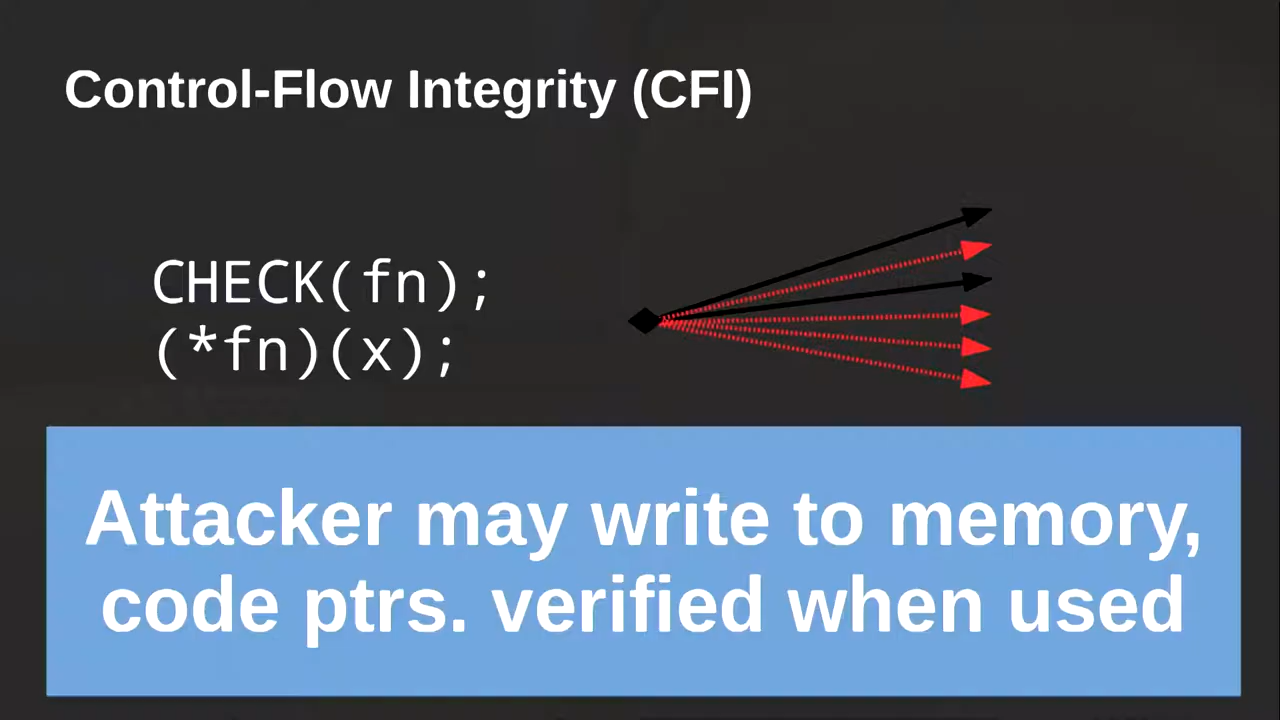 Control-Flow Integrity (CFI)
CHECK(fn);
(*fn)(x);
Attacker may write to memory,
code ptrs. verified when used